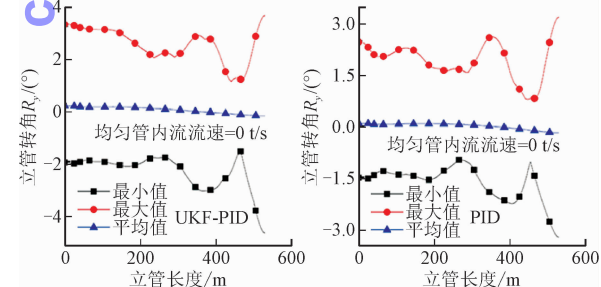 C
4
2
0
−2
−4
立管转角Ry/(°)
均匀管内流流速=0 t/s
最小值
最大值
平均值
UKF-PID
0
200
400
600
立管长度/m
3.0
1.5
0.0
−1.5
−3.0
立管转角Ry/(°)
均匀管内流流速=0 t/s
最小值
最大值
平均值
PID
0
200
400
600
立管长度/m